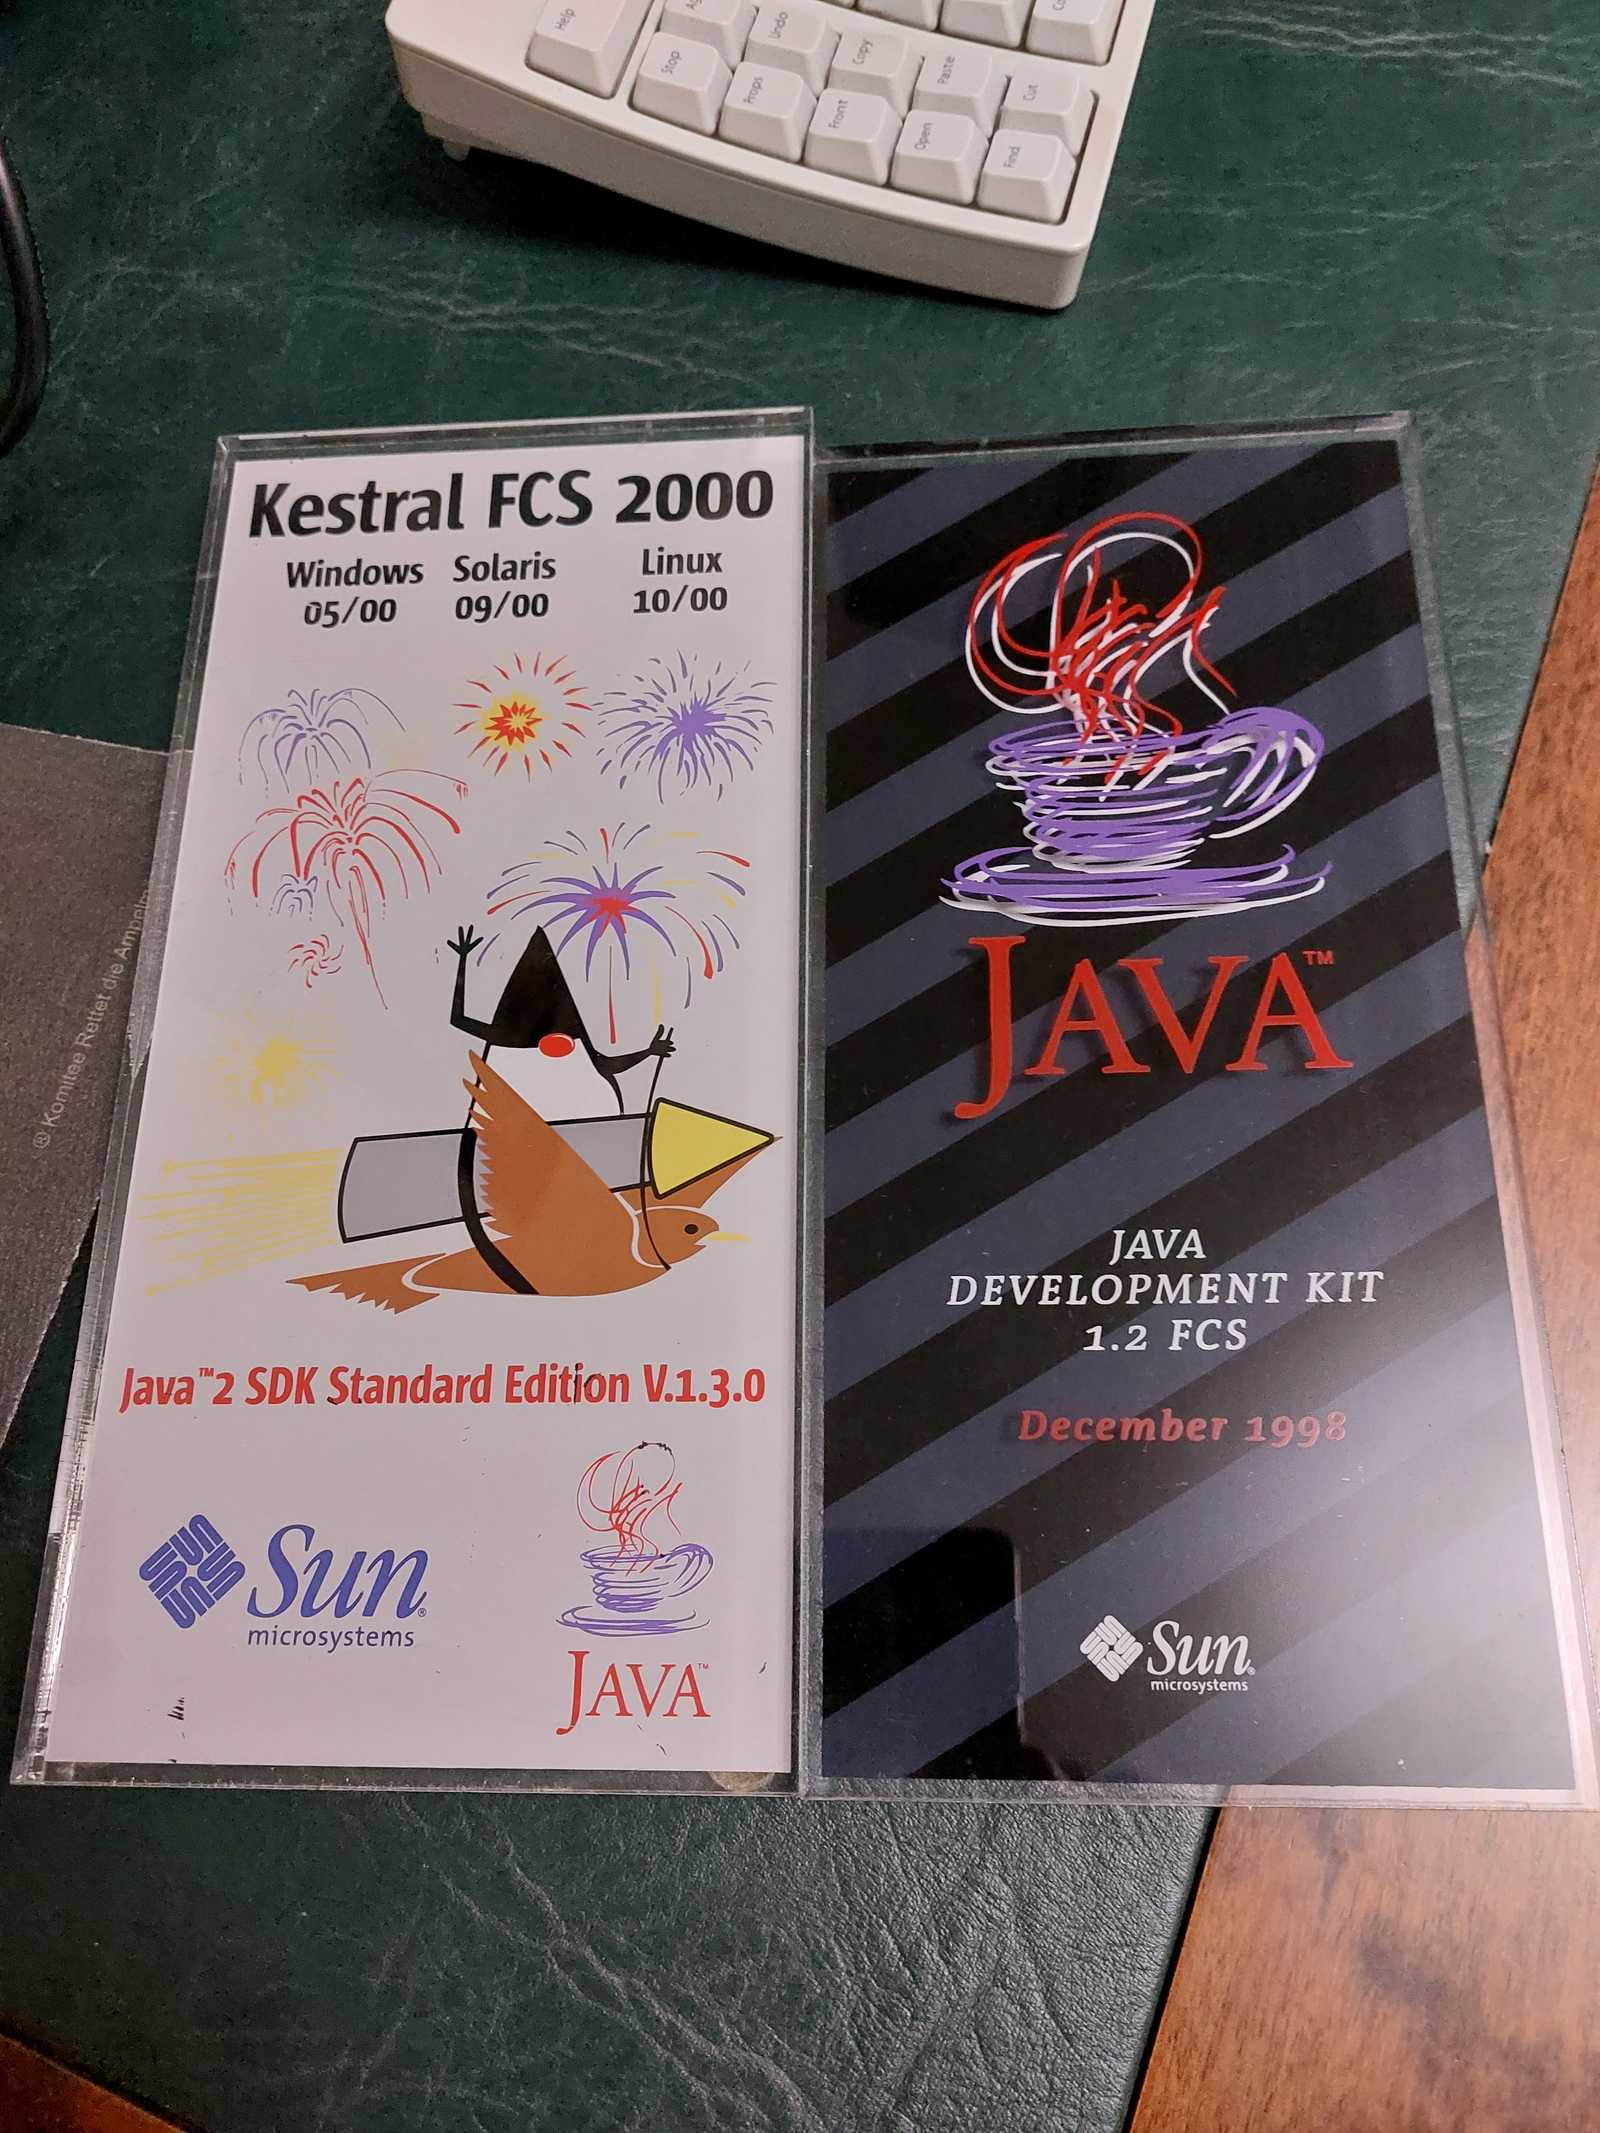 Help
Undo
Stop
Copy
Props
Paste
Front
Cut
Open
Find
Kestral FCS 2000
Windows Solaris Linux
05/00 09/00 10/00
Java™2 SDK Standard Edition V.1.3.0
SUN Sun®
microsystems
JAVA™
JAVA™
JAVA
DEVELOPMENT KIT
1.2 FCS
December 1998
Sun®
microsystems
® Komitee Rettet die